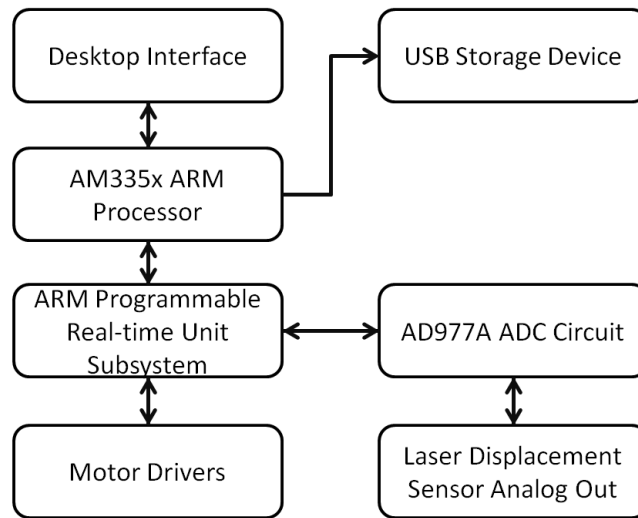 Desktop Interface
USB Storage Device
AM335x ARM
Processor
ARM Programmable
Real-time Unit
Subsystem
AD977A ADC Circuit
Motor Drivers
Laser Displacement
Sensor Analog Out